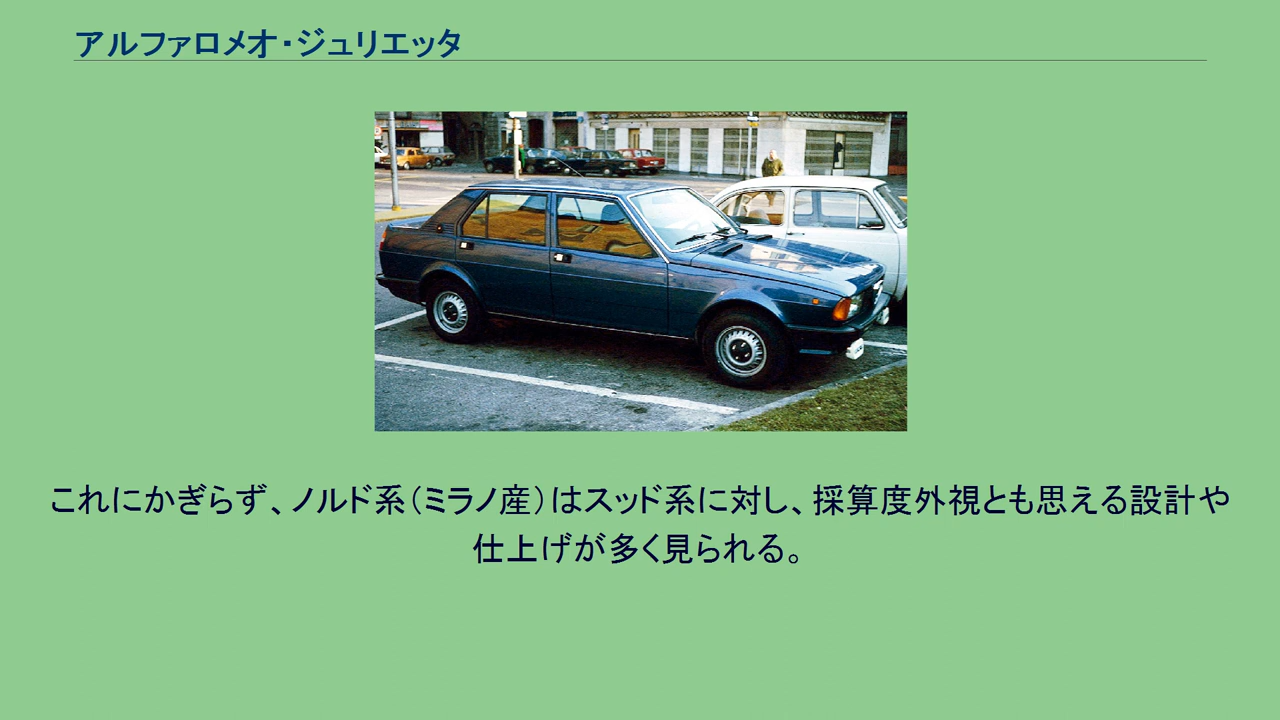 アルファロメオ・ジュリエッタ
これにかぎらず、ノルド系（ミラノ産）はスッド系に対し、採算度外視とも思える設計や
仕上げが多く見られる。